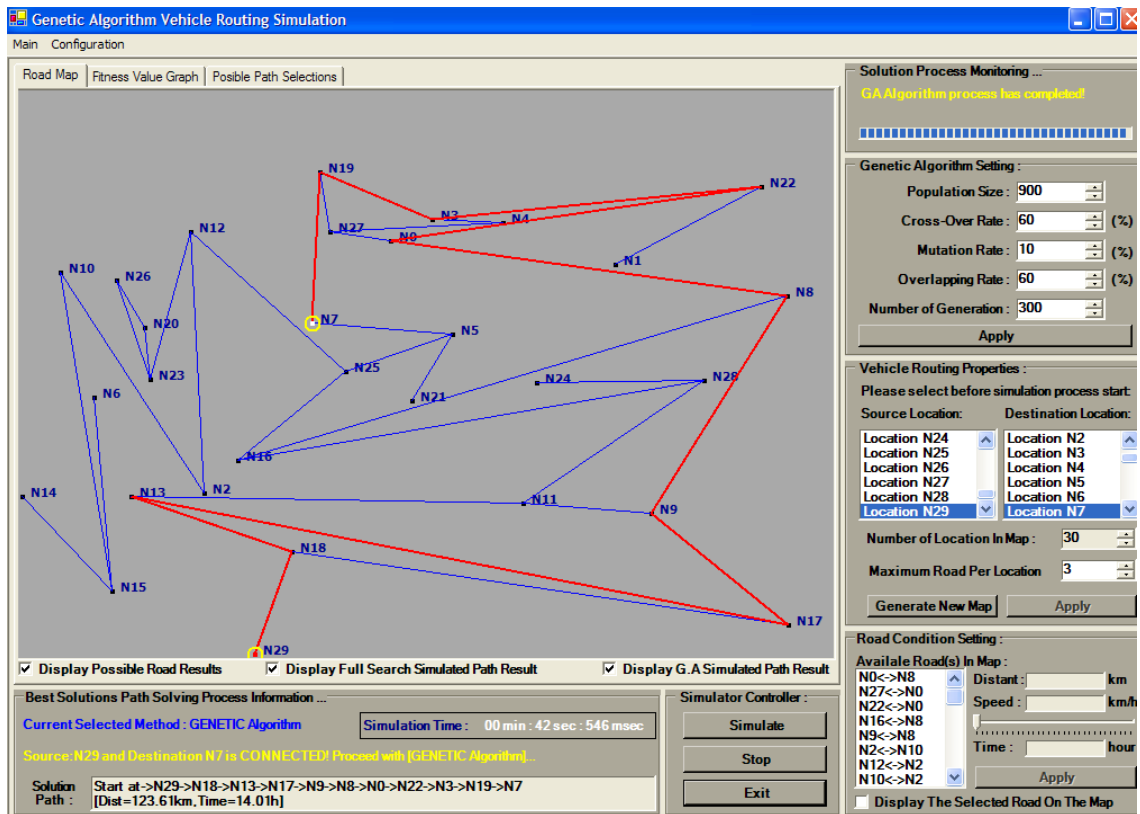 Genetic Algorithm Vehicle Routing Simulation
Main Configuration
Road Map Fitness Value Graph Posible Path Selections
N19
N22
N3
N4
N27
N0
N12
N1
N10
N26
N8
N20
N7
N5
N25
N24
N28
N23
N6
N21
N16
N14
N13
N2
N11
N9
N18
N15
N17
N29
Display Possible Road Results Display Full Search Simulated Path Result Display G.A Simulated Path Result
Best Solutions Path Solving Process Information ...
Current Selected Method : GENETIC Algorithm
Simulation Time : 00 min : 42 sec : 546 msec
Source:N29 and Destination N7 is CONNECTED! Proceed with [GENETIC Algorithm]...
Solution Path :
Start at->N29->N18->N13->N17->N9->N8->N0->N22->N3->N19->N7
[Dist=123.61km,Time=14.01h]
Simulator Controller :
Simulate
Stop
Exit
Solution Process Monitoring ...
GA Algorithm process has completed!
Genetic Algorithm Setting :
Population Size : 900
Cross-Over Rate : 60 (%)
Mutation Rate : 10 (%)
Overlapping Rate : 60 (%)
Number of Generation : 300
Apply
Vehicle Routing Properties :
Please select before simulation process start:
Source Location: Destination Location:
Location N24 Location N2
Location N25 Location N3
Location N26 Location N4
Location N27 Location N5
Location N28 Location N6
Location N29 Location N7
Number of Location In Map : 30
Maximum Road Per Location 3
Generate New Map Apply
Road Condition Setting :
Availale Road(s) In Map :
N0<->N8
N27<->N0
N22<->N0
N16<->N8
N9<->N8
N2<->N10
N12<->N2
N10<->N2
Distant : km
Speed : km/h
Time : hour
Apply
Display The Selected Road On The Map